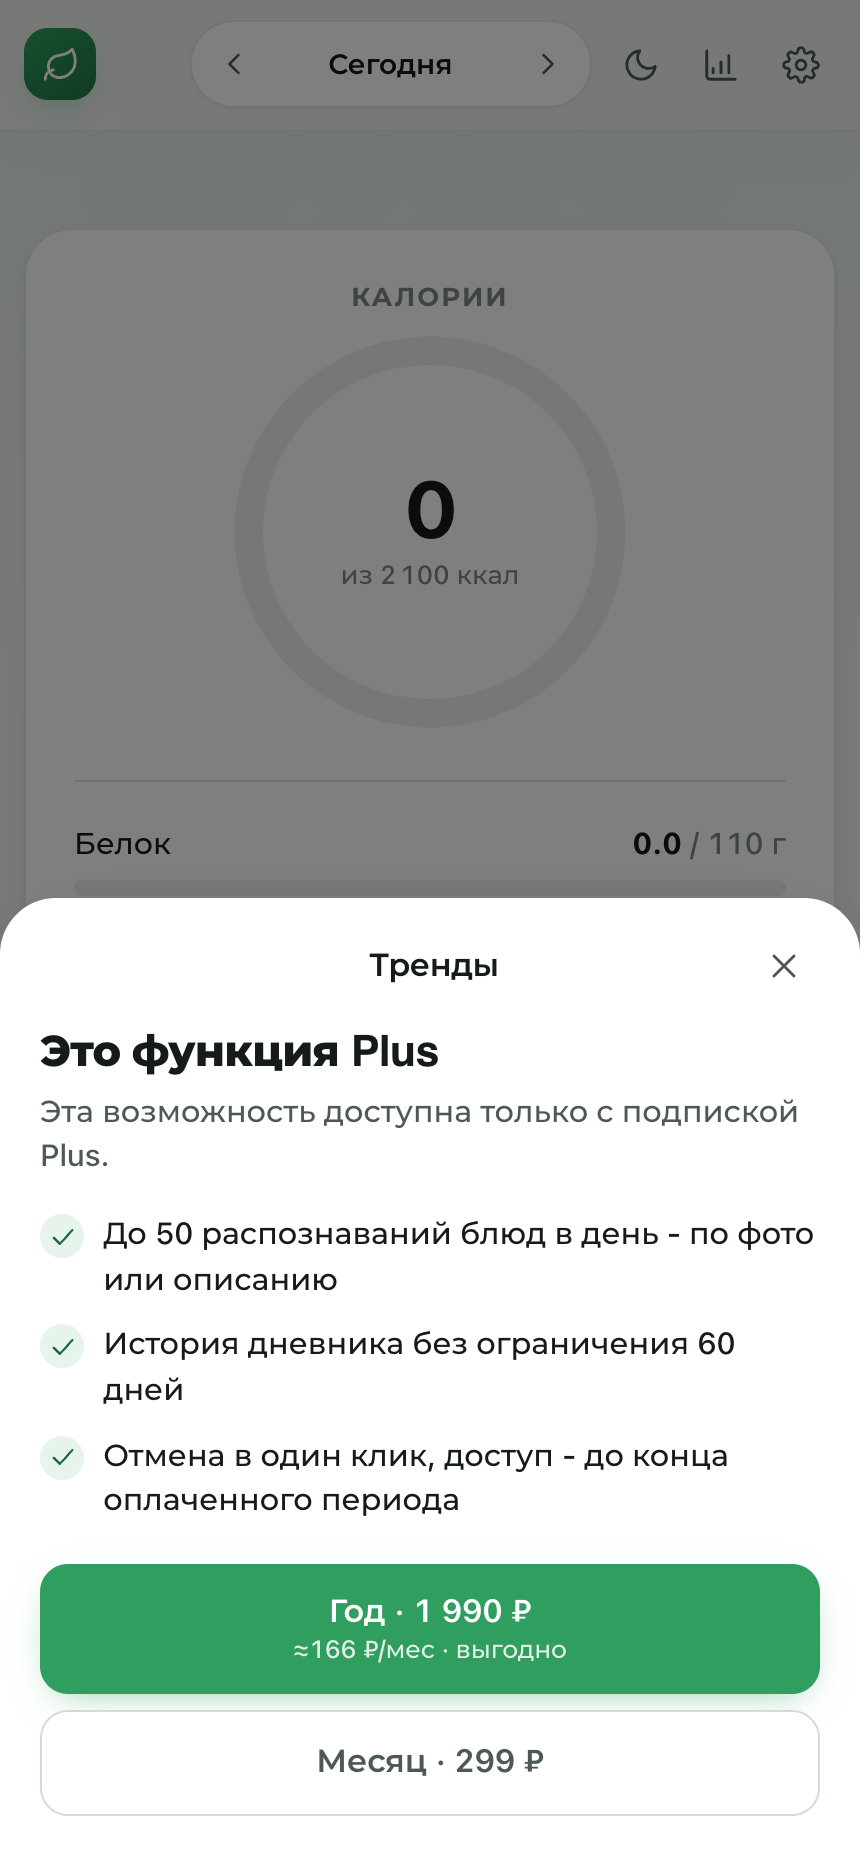 Сегодня
КАЛОРИИ
0
из 2 100 ккал
Белок
0.0 / 110 г
Тренды
Это функция Plus
Эта возможность доступна только с подпиской
Plus.
До 50 распознаваний блюд в день - по фото
или описанию
История дневника без ограничения 60
дней
Отмена в один клик, доступ - до конца
оплаченного периода
Год · 1 990 ₽
≈166 ₽/мес · выгодно
Месяц · 299 ₽